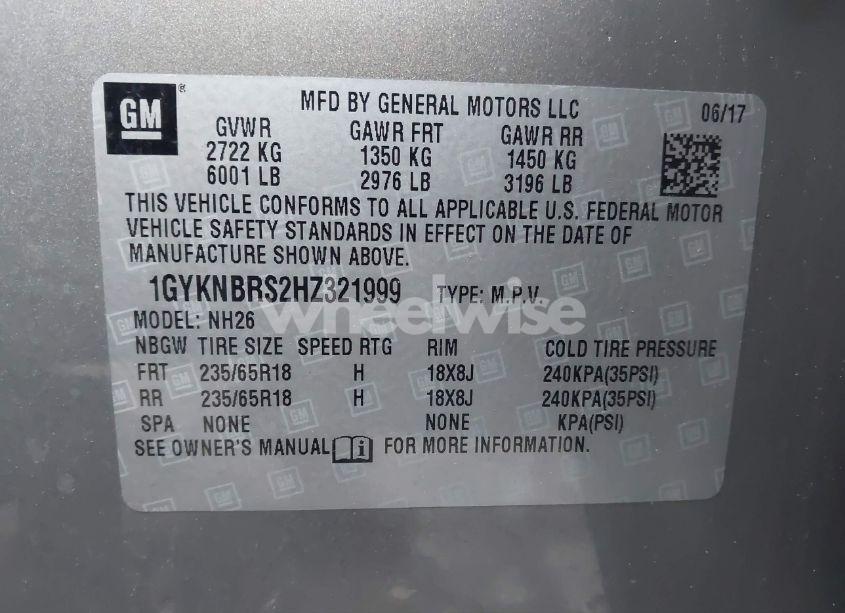 GM ® MFD BY GENERAL MOTORS LLC 06/17
GVWR GAWR FRT GAWR RR
2722 KG 1350 KG 1450 KG
6001 LB 2976 LB 3196 LB
THIS VEHICLE CONFORMS TO ALL APPLICABLE U.S. FEDERAL MOTOR
VEHICLE SAFETY STANDARDS IN EFFECT ON THE DATE OF
MANUFACTURE SHOWN ABOVE.
1GYKNBRS2HZ321999 TYPE: M.P.V.
wheelwise
MODEL: NH26
NBGW TIRE SIZE SPEED RTG RIM COLD TIRE PRESSURE
FRT 235/65R18 H 18X8J 240KPA(35PSI)
RR 235/65R18 H 18X8J 240KPA(35PSI)
SPA NONE NONE KPA(PSI)
SEE OWNER'S MANUAL i FOR MORE INFORMATION.